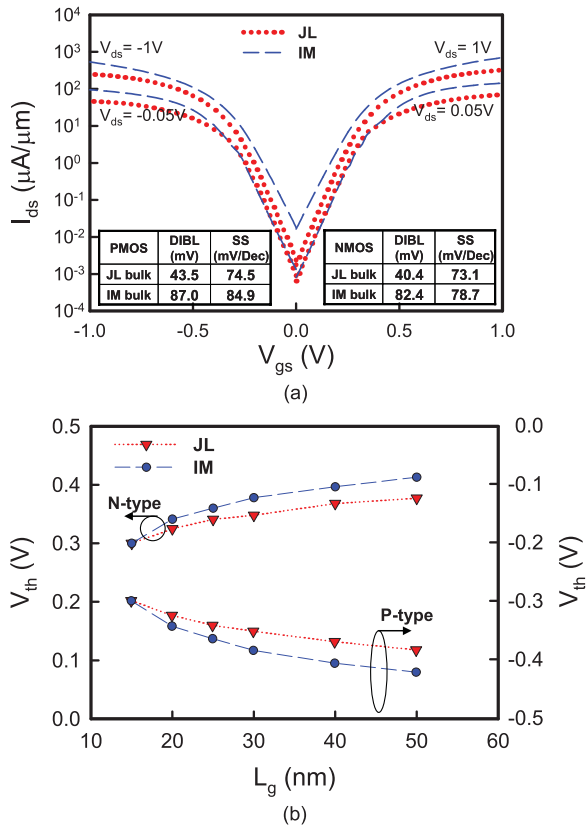 10⁴
10³
10²
10¹
10⁰
10⁻¹
10⁻²
10⁻³
10⁻⁴
I_ds (μA/μm)
JL
IM
V_ds= -1V
V_ds= 1V
V_ds= -0.05V
V_ds= 0.05V
PMOS DIBL (mV) SS (mV/Dec)
JL bulk 43.5 74.5
IM bulk 87.0 84.9
NMOS DIBL (mV) SS (mV/Dec)
JL bulk 40.4 73.1
IM bulk 82.4 78.7
-1.0 -0.5 0.0 0.5 1.0
V_gs (V)
(a)
0.5
0.4
0.3
0.2
0.1
0.0
V_th (V)
JL
IM
N-type
P-type
0.0
-0.1
-0.2
-0.3
-0.4
-0.5
V_th (V)
10 20 30 40 50 60
L_g (nm)
(b)